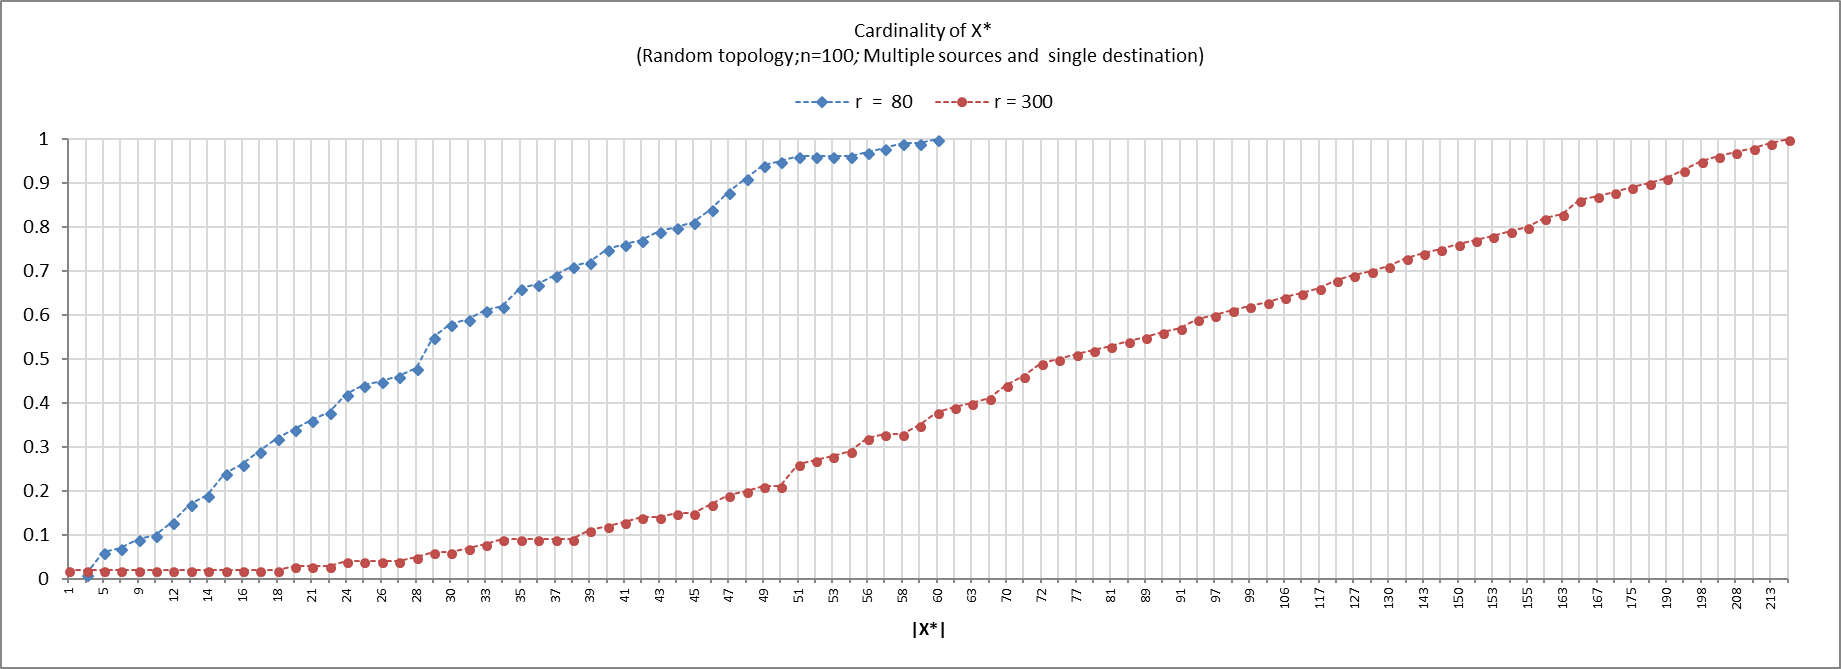 Cardinality of X*
(Random topology;n=100; Multiple sources and  single destination)
r  =  80    r = 300
1
0.9
0.8
0.7
0.6
0.5
0.4
0.3
0.2
0.1
0
1 5 9 12 14 16 18 21 24 26 28 30 33 35 37 39 41 43 45 47 49 51 53 56 58 60 63 70 72 77 81 89 91 97 99 106 117 127 130 143 150 153 155 163 167 175 190 198 208 213
|X*|